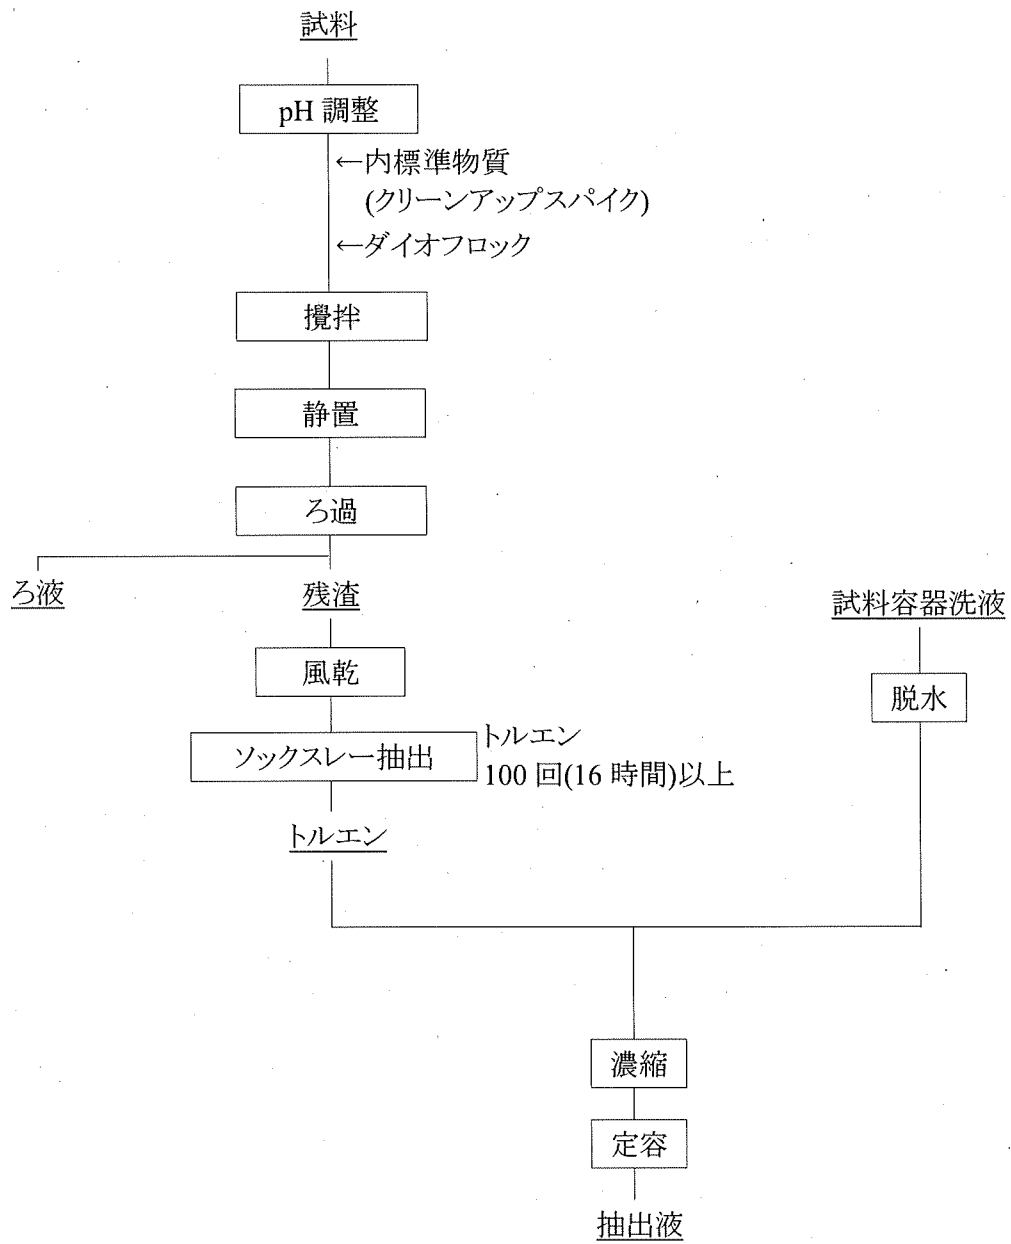 試料
pH 調整
←内標準物質
(クリーンアップスパイク)
←ダイオフロック
攪拌
静置
ろ過
ろ液
残渣
試料容器洗液
風乾
脱水
ソックスレー抽出
トルエン
100 回(16 時間)以上
トルエン
濃縮
定容
抽出液